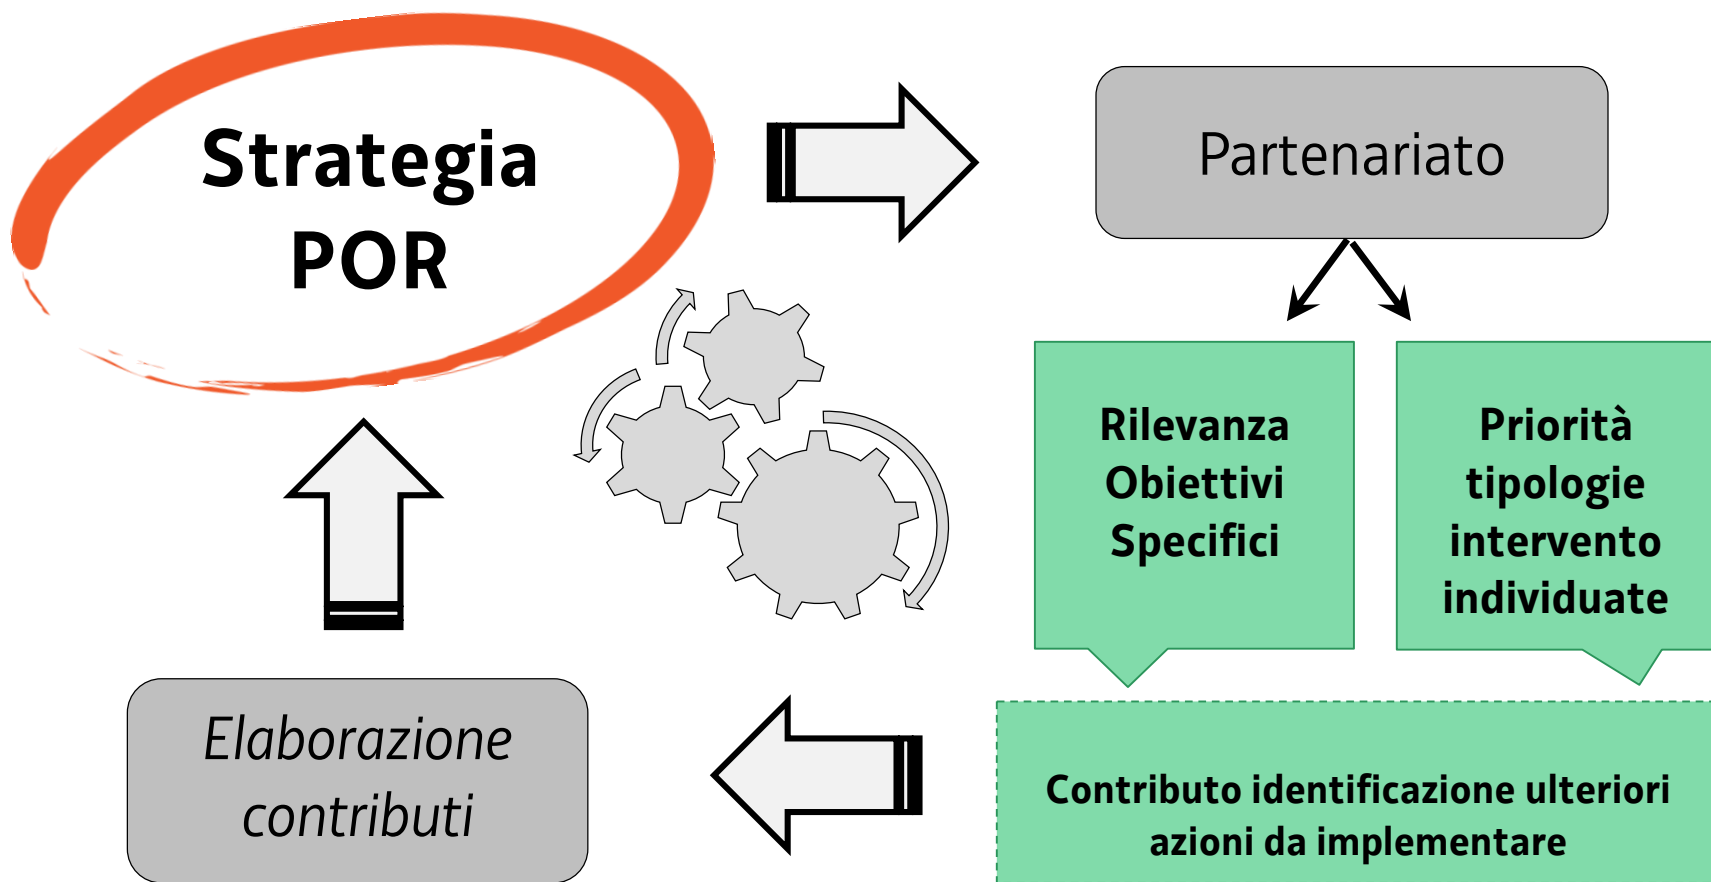 Strategia
POR
Partenariato
Rilevanza
Obiettivi
Specifici
Priorità
tipologie
intervento
individuate
Elaborazione
contributi
Contributo identificazione ulteriori
azioni da implementare